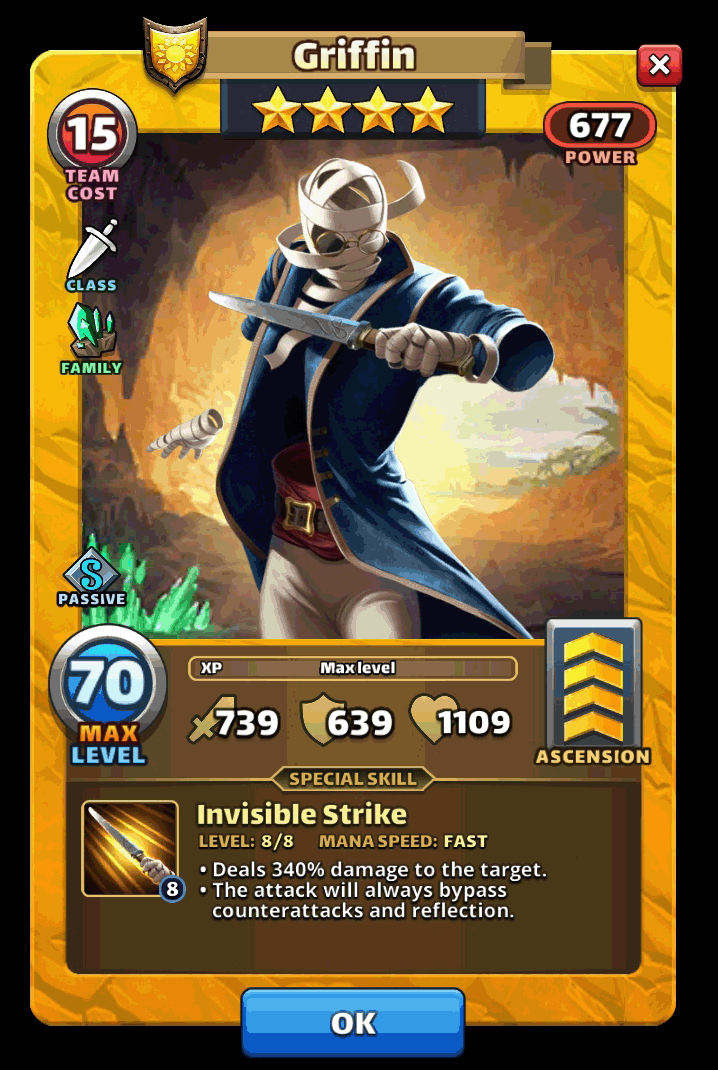 Griffin
15
TEAM
COST
677
POWER
CLASS
FAMILY
S
PASSIVE
70
MAX
LEVEL
XP Max level
739 639 1109
ASCENSION
SPECIAL SKILL
Invisible Strike
LEVEL: 8/8 MANA SPEED: FAST
8
• Deals 340% damage to the target.
• The attack will always bypass
counterattacks and reflection.
OK